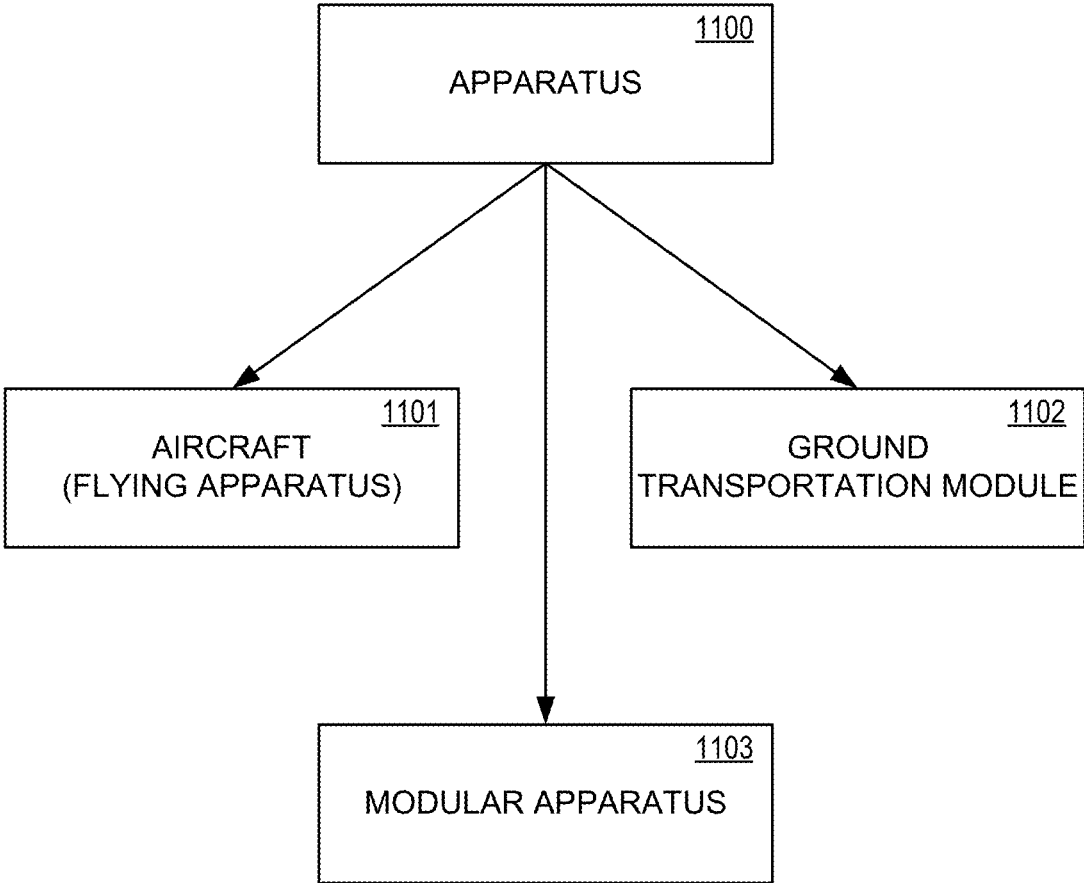 1100
APPARATUS
1101
AIRCRAFT
(FLYING APPARATUS)
1102
GROUND
TRANSPORTATION MODULE
1103
MODULAR APPARATUS